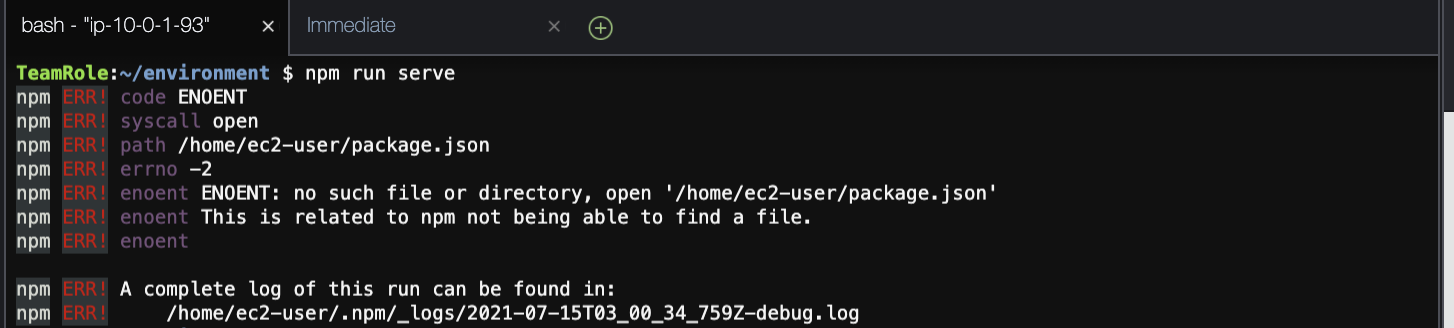 bash - "ip-10-0-1-93" × Immediate ×
TeamRole:~/environment $ npm run serve
npm ERR! code ENOENT
npm ERR! syscall open
npm ERR! path /home/ec2-user/package.json
npm ERR! errno -2
npm ERR! enoent ENOENT: no such file or directory, open '/home/ec2-user/package.json'
npm ERR! enoent This is related to npm not being able to find a file.
npm ERR! enoent
npm ERR! A complete log of this run can be found in:
npm ERR!     /home/ec2-user/.npm/_logs/2021-07-15T03_00_34_759Z-debug.log